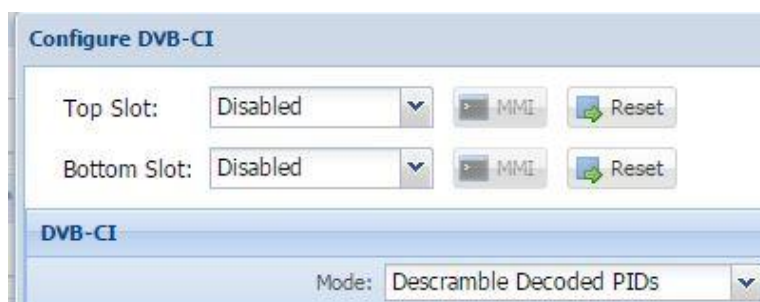 Configure DVB-CI
Top Slot: Disabled MMI Reset
Bottom Slot: Disabled MMI Reset
DVB-CI
Mode: Descramble Decoded PIDs